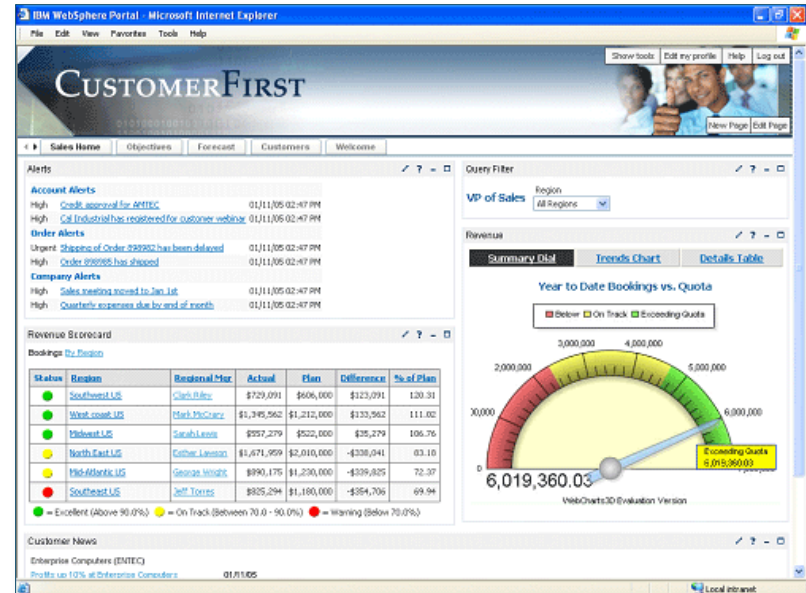 IBM WebSphere Portal - Microsoft Internet Explorer
File Edit View Favorites Tools Help
Show tools Edit my profile Help Log out
CUSTOMERFIRST
New Page Edit Page
Sales Home Objectives Forecast Customers Welcome
Alerts
Account Alerts
High Credit approval for AMTEC 01/11/05 02:47 PM
High Cal Industrial has registered for customer webinar 01/11/05 02:47 PM
Order Alerts
Urgent Shipping of Order 898982 has been delayed 01/11/05 02:47 PM
High Order 898985 has shipped 01/11/05 02:47 PM
Company Alerts
High Sales meeting moved to Jan 1st 01/11/05 02:47 PM
High Quarterly expenses due by end of month 01/11/05 02:47 PM
Query Filter
VP of Sales
Region
All Regions
Revenue
Summary Dial Trends Chart Details Table
Year to Date Bookings vs. Quota
Below On Track Exceeding Quota
3,000,000 4,000,000
2,000,000 5,000,000
6,000,000
0
Exceeding Quota
6,019,360.03
6,019,360.03
WebCharts3D Evaluation Version
Revenue Scorecard
Bookings By Region
Status Region Regional Mgr Actual Plan Difference % of Plan
Southwest US Clark Riley $729,091 $606,000 $123,091 120.31
West coast US Mark McCrary $1,345,562 $1,212,000 $133,562 111.02
Midwest US Sarah Lewis $557,279 $522,000 $35,279 106.76
North East US Esther Lawson $1,671,959 $2,010,000 -$338,041 83.18
Mid-Atlantic US George Wright $890,175 $1,230,000 -$339,825 72.37
Southeast US Jeff Torres $825,294 $1,180,000 -$354,706 69.94
= Excellent (Above 90.0%) = On Track (Between 70.0 - 90.0%) = Warning (Below 70.0%)
Customer News
Enterprise Computers (ENTEC)
Profits up 10% at Enterprise Computers 01/11/05
Local intranet